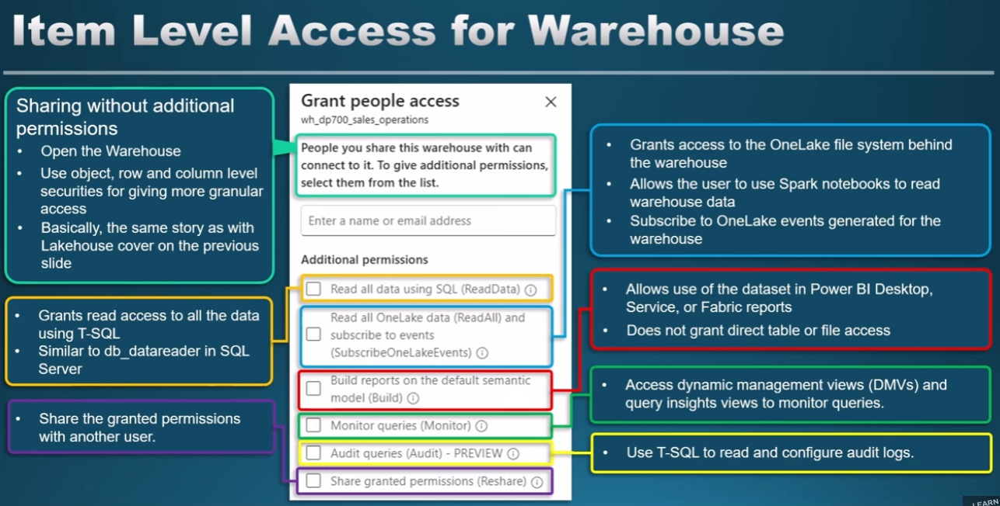 Item Level Access for Warehouse
Sharing without additional
permissions
• Open the Warehouse
• Use object, row and column level
securities for giving more granular
access
• Basically, the same story as with
Lakehouse cover on the previous
slide
• Grants read access to all the data
using T-SQL
• Similar to db_datareader in SQL
Server
• Share the granted permissions
with another user.
Grant people access
wh_dp700_sales_operations
People you share this warehouse with can
connect to it. To give additional permissions,
select them from the list.
Enter a name or email address
Additional permissions
Read all data using SQL (ReadData)
Read all OneLake data (ReadAll) and
subscribe to events
(SubscribeOneLakeEvents)
Build reports on the default semantic
model (Build)
Monitor queries (Monitor)
Audit queries (Audit) - PREVIEW
Share granted permissions (Reshare)
• Grants access to the OneLake file system behind
the warehouse
• Allows the user to use Spark notebooks to read
warehouse data
• Subscribe to OneLake events generated for the
warehouse
• Allows use of the dataset in Power BI Desktop,
Service, or Fabric reports
• Does not grant direct table or file access
• Access dynamic management views (DMVs) and
query insights views to monitor queries.
• Use T-SQL to read and configure audit logs.
LEARN